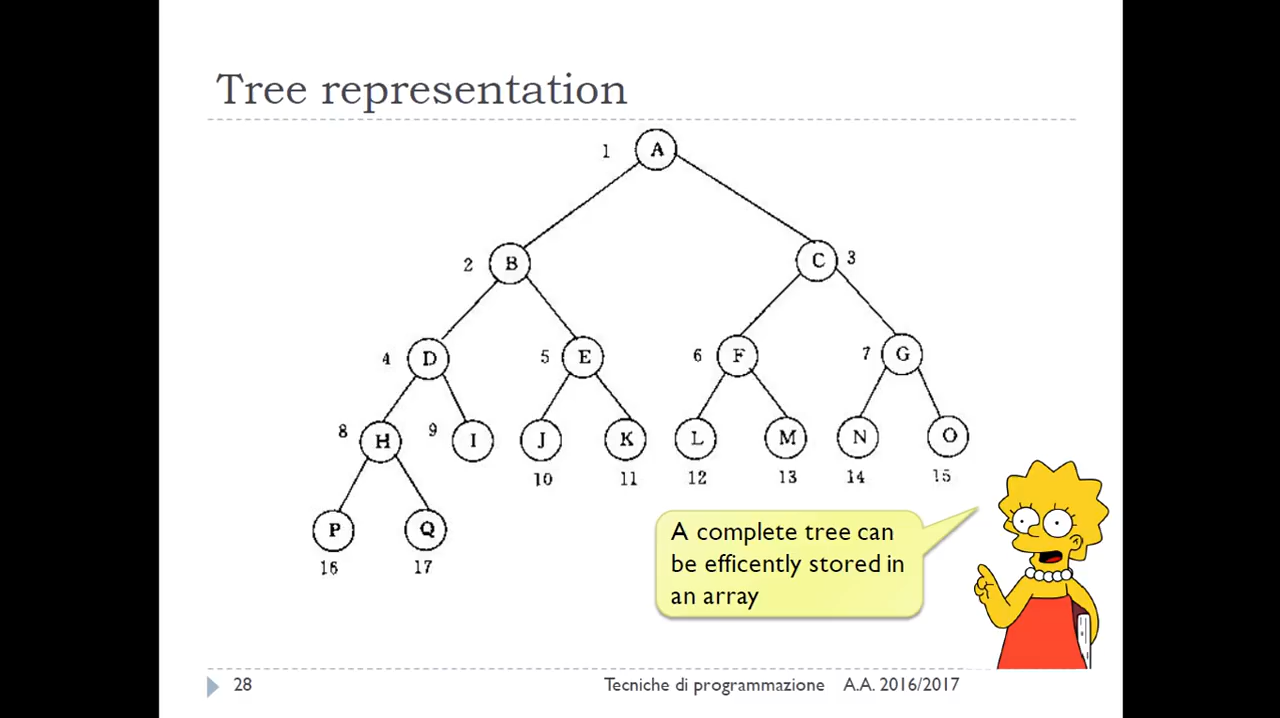 Tree representation
1 A
2 B C 3
4 D 5 E 6 F 7 G
8 H 9 I J K L M N O
10 11 12 13 14 15
P Q
16 17
A complete tree can
be efficently stored in
an array
28 Tecniche di programmazione A.A. 2016/2017